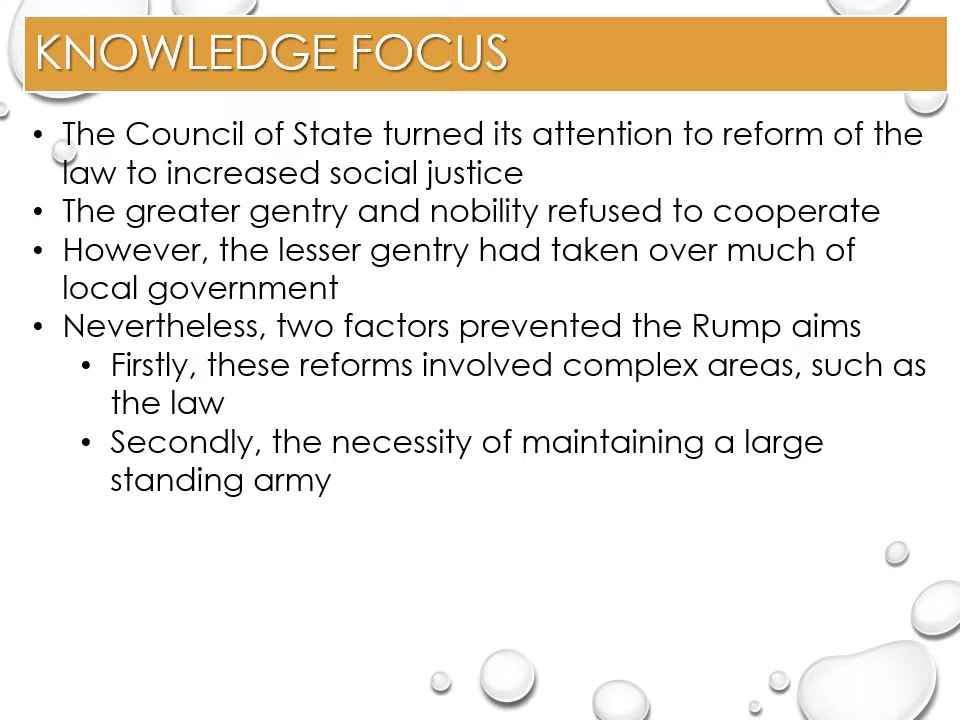 KNOWLEDGE FOCUS
• The Council of State turned its attention to reform of the
law to increased social justice
• The greater gentry and nobility refused to cooperate
• However, the lesser gentry had taken over much of
local government
• Nevertheless, two factors prevented the Rump aims
• Firstly, these reforms involved complex areas, such as
the law
• Secondly, the necessity of maintaining a large
standing army